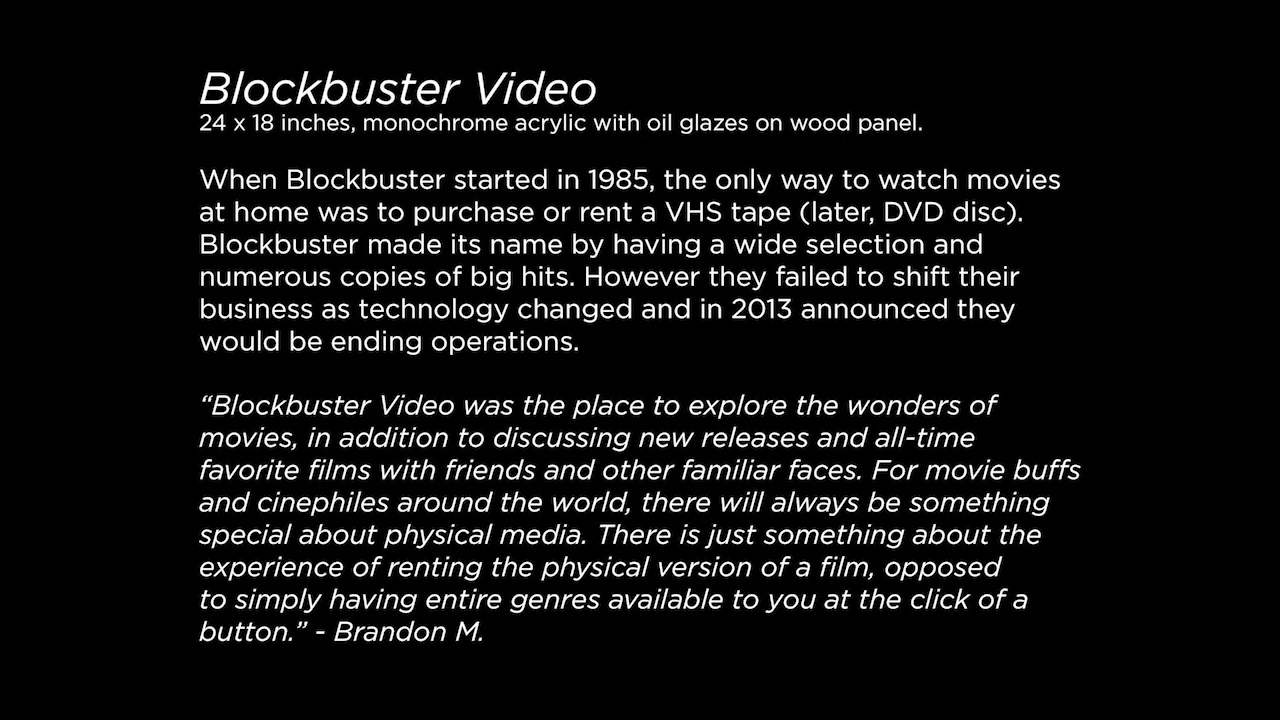 Blockbuster Video
24 x 18 inches, monochrome acrylic with oil glazes on wood panel.
When Blockbuster started in 1985, the only way to watch movies
at home was to purchase or rent a VHS tape (later, DVD disc).
Blockbuster made its name by having a wide selection and
numerous copies of big hits. However they failed to shift their
business as technology changed and in 2013 announced they
would be ending operations.
“Blockbuster Video was the place to explore the wonders of
movies, in addition to discussing new releases and all-time
favorite films with friends and other familiar faces. For movie buffs
and cinephiles around the world, there will always be something
special about physical media. There is just something about the
experience of renting the physical version of a film, opposed
to simply having entire genres available to you at the click of a
button.” - Brandon M.